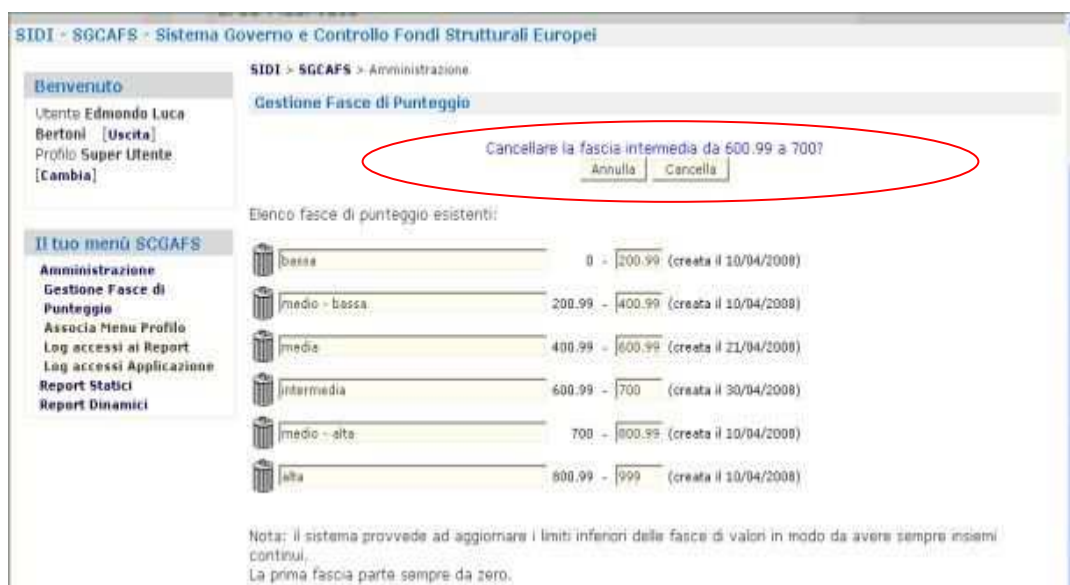 SIDI - SGCAFS - Sistema Governo e Controllo Fondi Strutturali Europei
SIDI > SGCAFS > Amministrazione
Benvenuto
Utente Edmondo Luca
Bertoni [Uscita]
Profilo Super Utente
[Cambia]
Gestione Fasce di Punteggio
Cancellare la fascia intermedia da 600.99 a 700?
Annulla Cancella
Il tuo menù SCGAFS
Amministrazione
Gestione Fasce di
Punteggio
Associa Menu Profilo
Log accessi ai Report
Log accessi Applicazione
Report Statici
Report Dinamici
Elenco fasce di punteggio esistenti:
bassa 0 - 200.99 (creata il 10/04/2008)
medio - bassa 200.99 - 400.99 (creata il 10/04/2008)
media 400.99 - 600.99 (creata il 21/04/2008)
intermedia 600.99 - 700 (creata il 30/04/2008)
medio - alta 700 - 800.99 (creata il 10/04/2008)
alta 800.99 - 999 (creata il 10/04/2008)
Nota: il sistema provvede ad aggiornare i limiti inferiori delle fasce di valori in modo da avere sempre insiemi
continui.
La prima fascia parte sempre da zero.